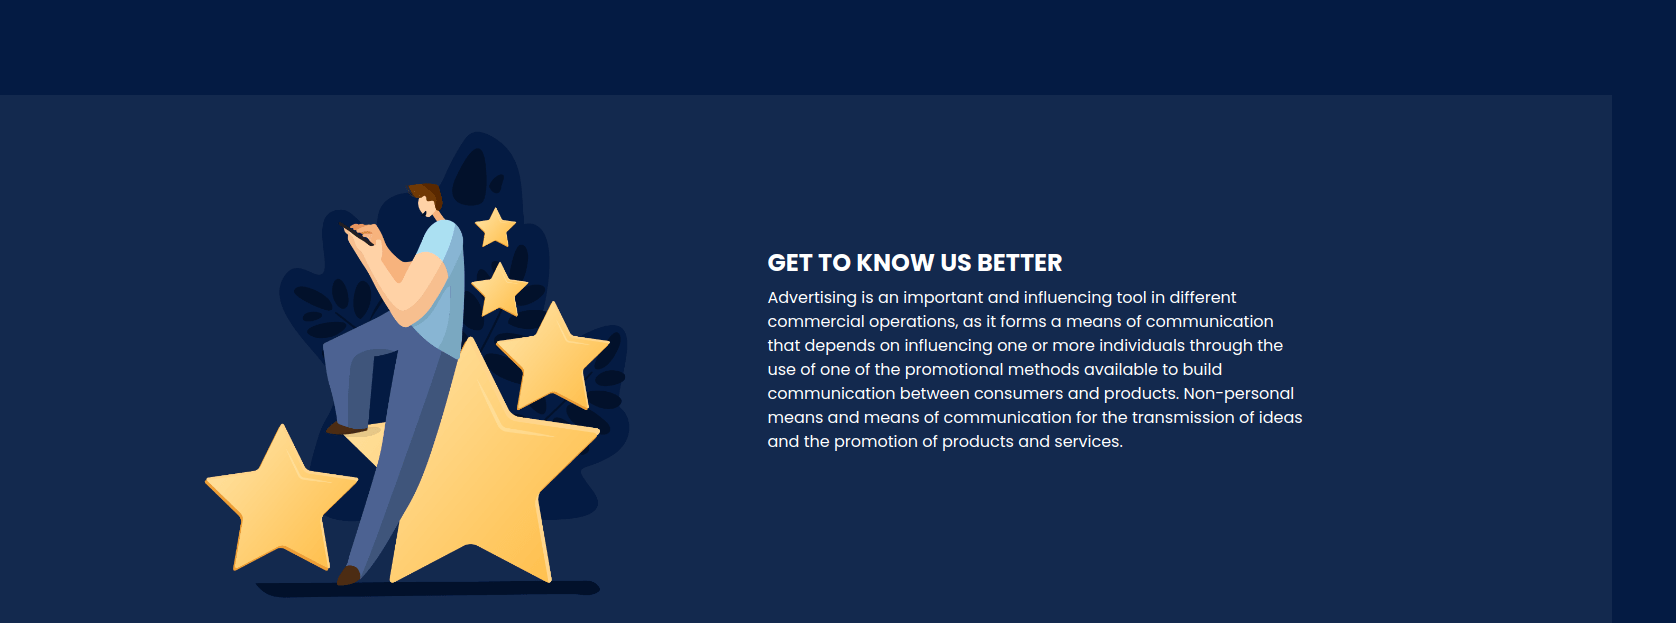 GET TO KNOW US BETTER
Advertising is an important and influencing tool in different
commercial operations, as it forms a means of communication
that depends on influencing one or more individuals through the
use of one of the promotional methods available to build
communication between consumers and products. Non-personal
means and means of communication for the transmission of ideas
and the promotion of products and services.